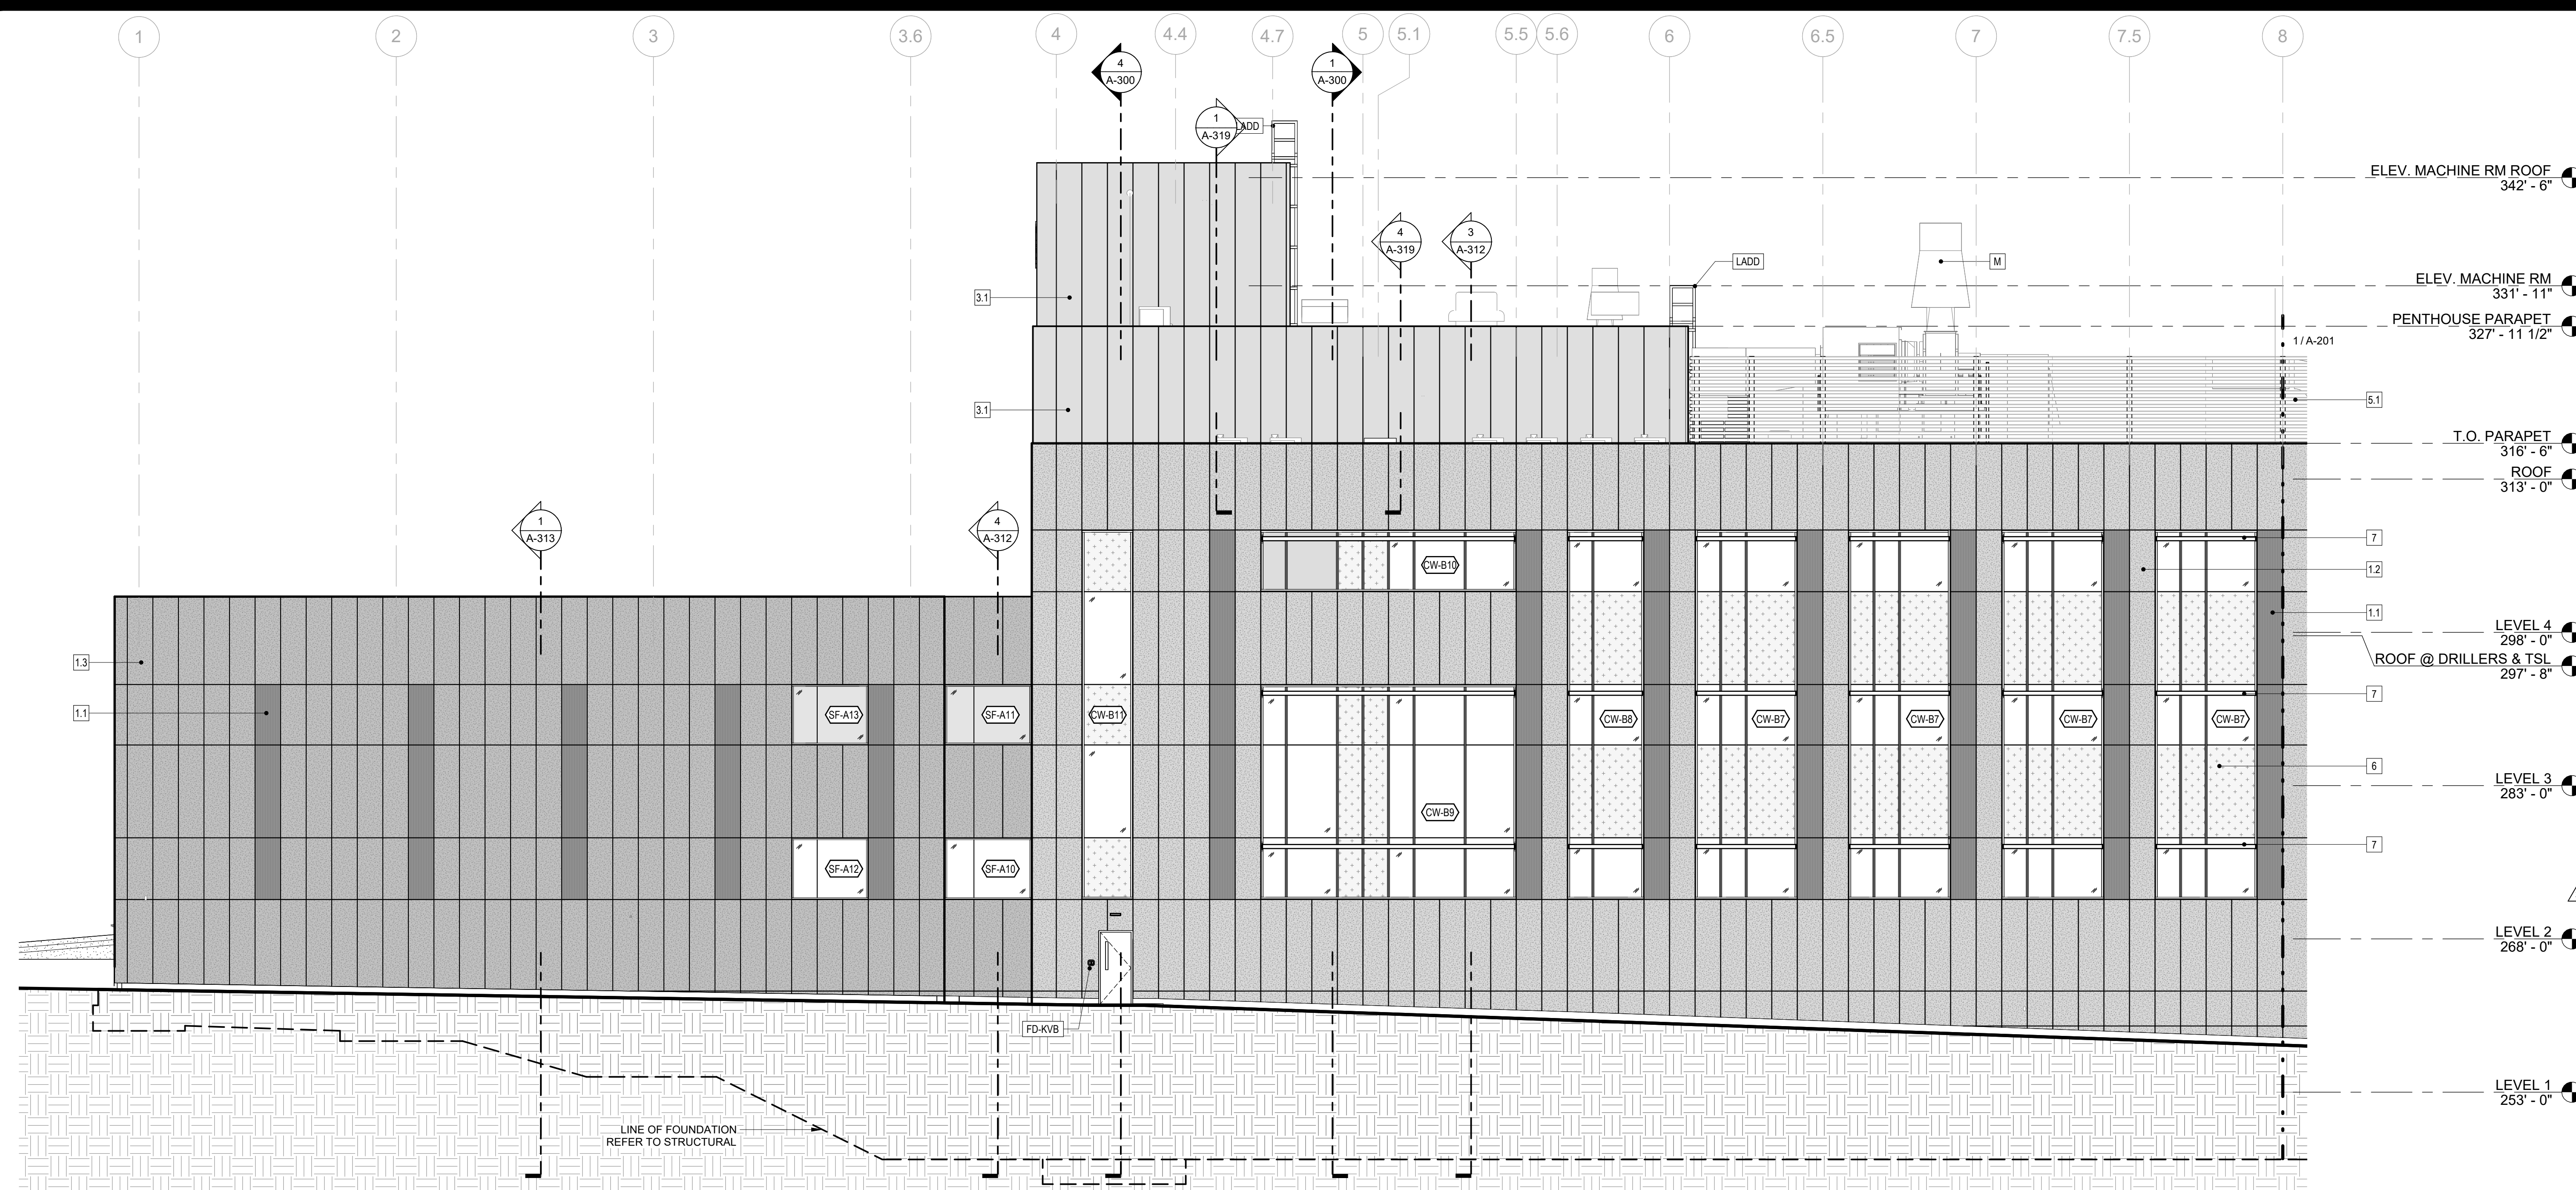 1
2
3
3.6
4
4.4
4.7
5
5.1
5.5
5.6
6
6.5
7
7.5
8
4
A-300
1
A-300
1
A-319
4
A-319
3
A-312
LADD
M
ELEV. MACHINE RM ROOF
342' - 6"
ELEV. MACHINE RM
331' - 11"
PENTHOUSE PARAPET
327' - 11 1/2"
1 / A-201
3.1
3.1
5.1
T.O. PARAPET
316' - 6"
ROOF
313' - 0"
1
A-313
4
A-312
7
CW-B10
1.2
1.1
LEVEL 4
298' - 0"
ROOF @ DRILLERS & TSL
297' - 8"
1.3
1.1
7
SF-A13
SF-A11
CW-B11
CW-B8
CW-B7
CW-B7
CW-B7
CW-B7
6
LEVEL 3
283' - 0"
CW-B9
7
SF-A12
SF-A10
LEVEL 2
268' - 0"
FD-KVB
LEVEL 1
253' - 0"
LINE OF FOUNDATION
REFER TO STRUCTURAL